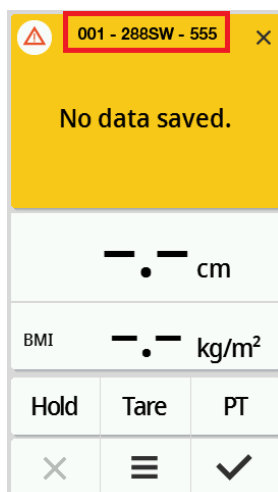 001 - 288SW - 555
No data saved.
-.- cm
BMI -.- kg/m²
Hold Tare PT